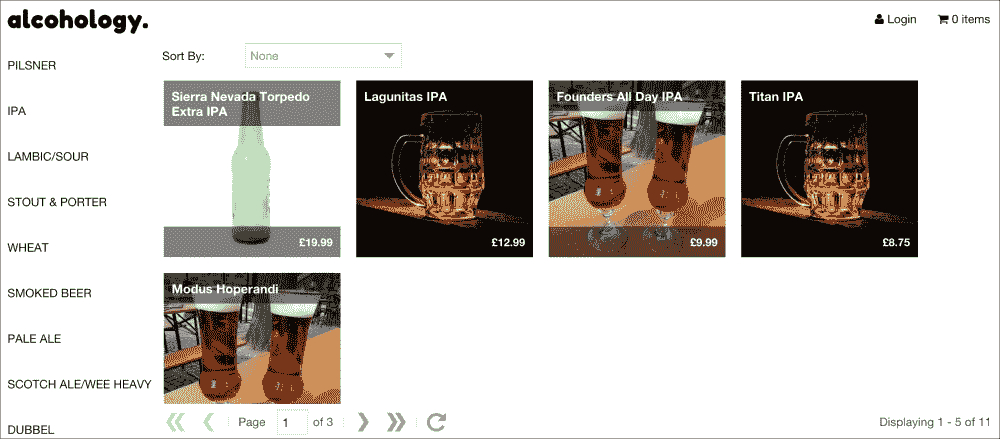 alcohology.
Login
0 items
Sort By:
None
PILSNER
IPA
LAMBIC/SOUR
STOUT & PORTER
WHEAT
SMOKED BEER
PALE ALE
SCOTCH ALE/WEE HEAVY
DUBBEL
Sierra Nevada Torpedo
Extra IPA
£19.99
Lagunitas IPA
£12.99
Founders All Day IPA
£9.99
Titan IPA
£8.75
Modus Hoperandi
Page 1 of 3
Displaying 1 - 5 of 11